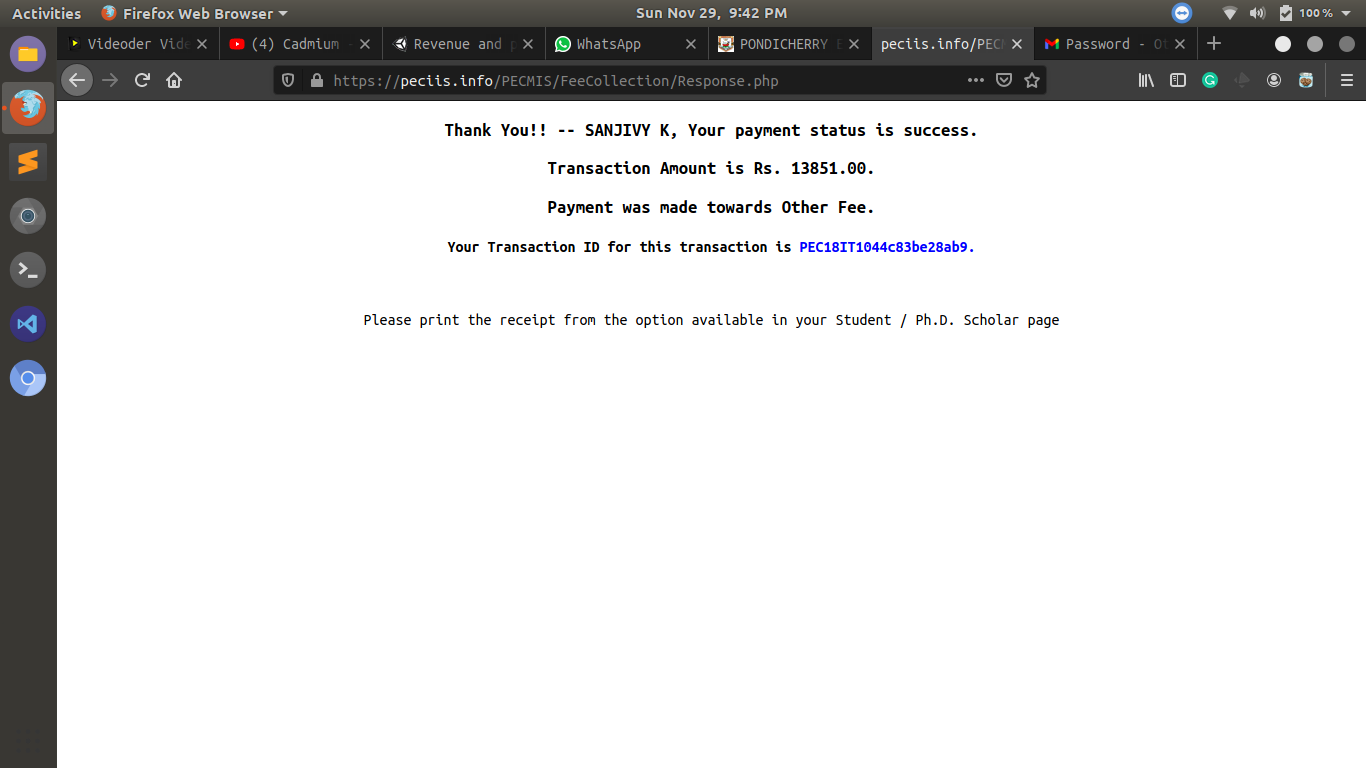 Activities Firefox Web Browser Sun Nov 29, 9:42 PM 100%
Videoder Vide (4) Cadmium - Revenue and p WhatsApp PONDICHERRY E peciis.info/PEC Password - Ot
https://peciis.info/PECMIS/FeeCollection/Response.php
Thank You!! -- SANJIVY K, Your payment status is success.
Transaction Amount is Rs. 13851.00.
Payment was made towards Other Fee.
Your Transaction ID for this transaction is PEC18IT1044c83be28ab9.
Please print the receipt from the option available in your Student / Ph.D. Scholar page